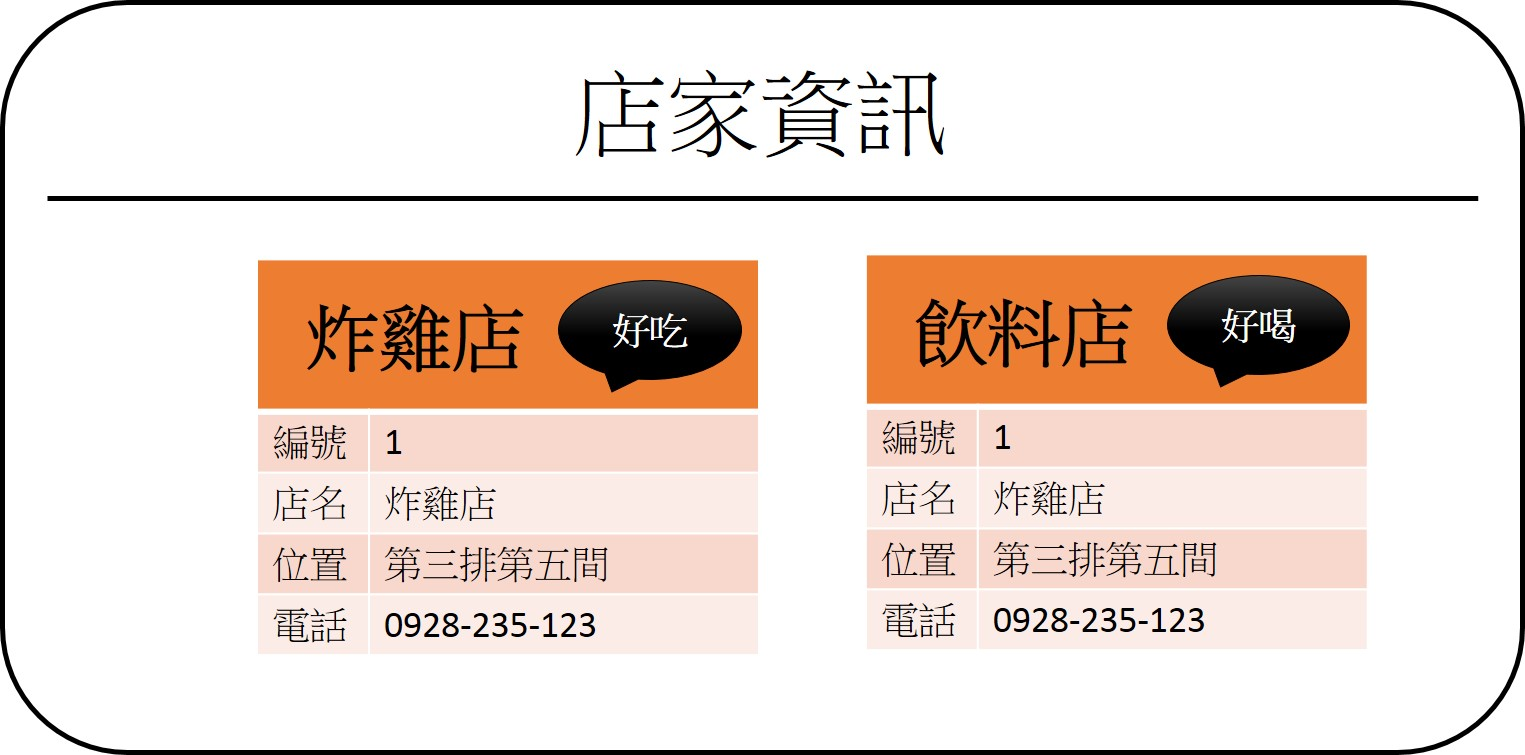 店家資訊
炸雞店
好吃
編號 1
店名 炸雞店
位置 第三排第五間
電話 0928-235-123
飲料店
好喝
編號 1
店名 炸雞店
位置 第三排第五間
電話 0928-235-123